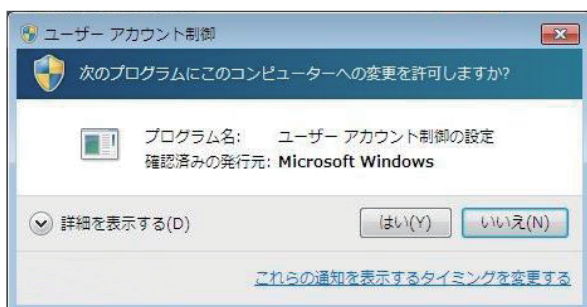 ユーザー アカウント制御
次のプログラムにこのコンピューターへの変更を許可しますか?
プログラム名: ユーザー アカウント制御の設定
確認済みの発行元: Microsoft Windows
詳細を表示する(D)
はい(Y)
いいえ(N)
これらの通知を表示するタイミングを変更する